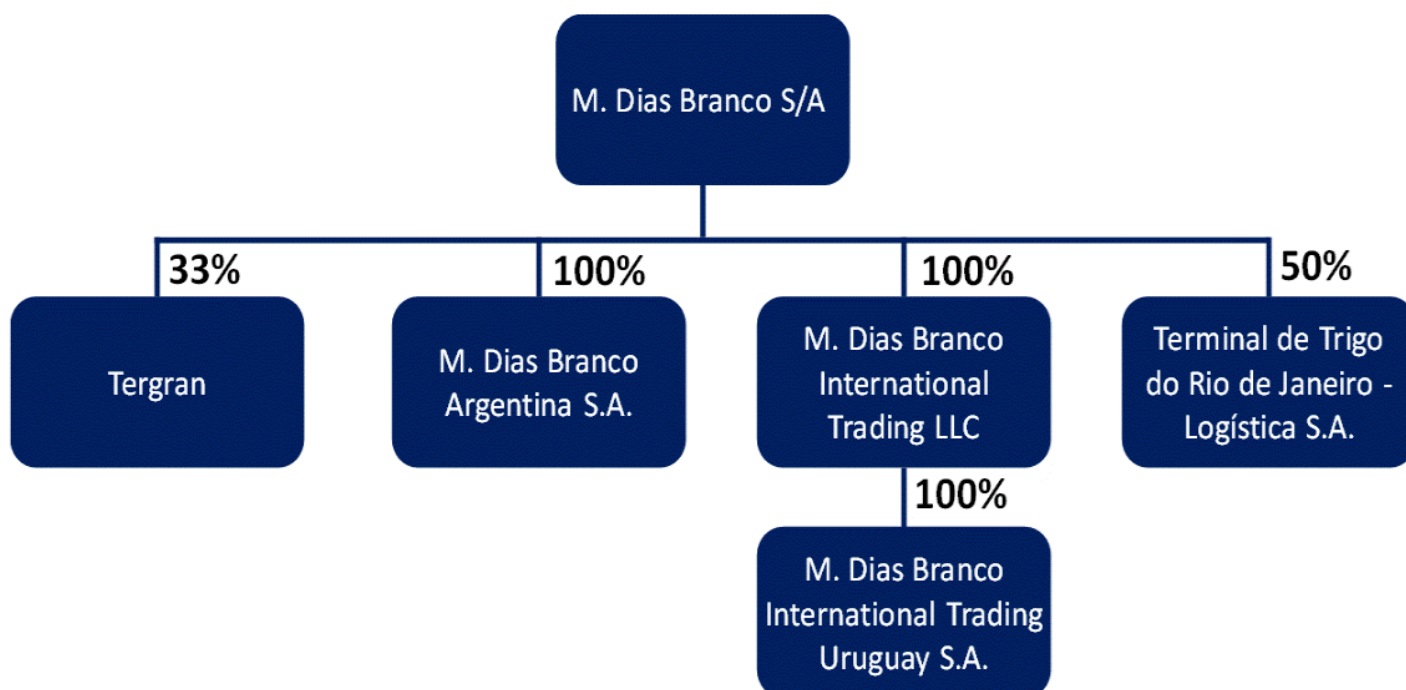 M. Dias Branco S/A
33%
100%
100%
50%
Tergran
M. Dias Branco
Argentina S.A.
M. Dias Branco
International
Trading LLC
Terminal de Trigo
do Rio de Janeiro -
Logística S.A.
100%
M. Dias Branco
International Trading
Uruguay S.A.